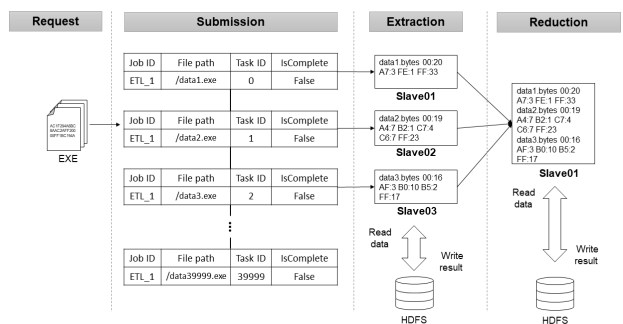 Request
Submission
Extraction
Reduction
EXE
Job ID File path Task ID IsComplete
ETL_1 /data1.exe 0 False
Job ID File path Task ID IsComplete
ETL_1 /data2.exe 1 False
Job ID File path Task ID IsComplete
ETL_1 /data3.exe 2 False
Job ID File path Task ID IsComplete
ETL_1 /data39999.exe 39999 False
data1.bytes 00:20
A7:3 FE:1 FF:33
Slave01
data2.bytes 00:19
A4:7 B2:1 C7:4
C6:7 FF:23
Slave02
data3.bytes 00:16
AF:3 B0:10 B5:2
FF:17
Slave03
Read
data
Write
result
HDFS
data1.bytes 00:20
A7:3 FE:1 FF:33
data2.bytes 00:19
A4:7 B2:1 C7:4
C6:7 FF:23
data3.bytes 00:16
AF:3 B0:10 B5:2
FF:17
Slave01
Read
data
Write
result
HDFS